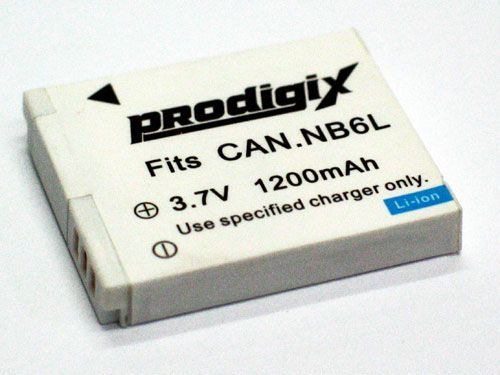 Prodigix
Fits CAN.NB6L
3.7V 1200mAh
Use specified charger only.
Li-ion